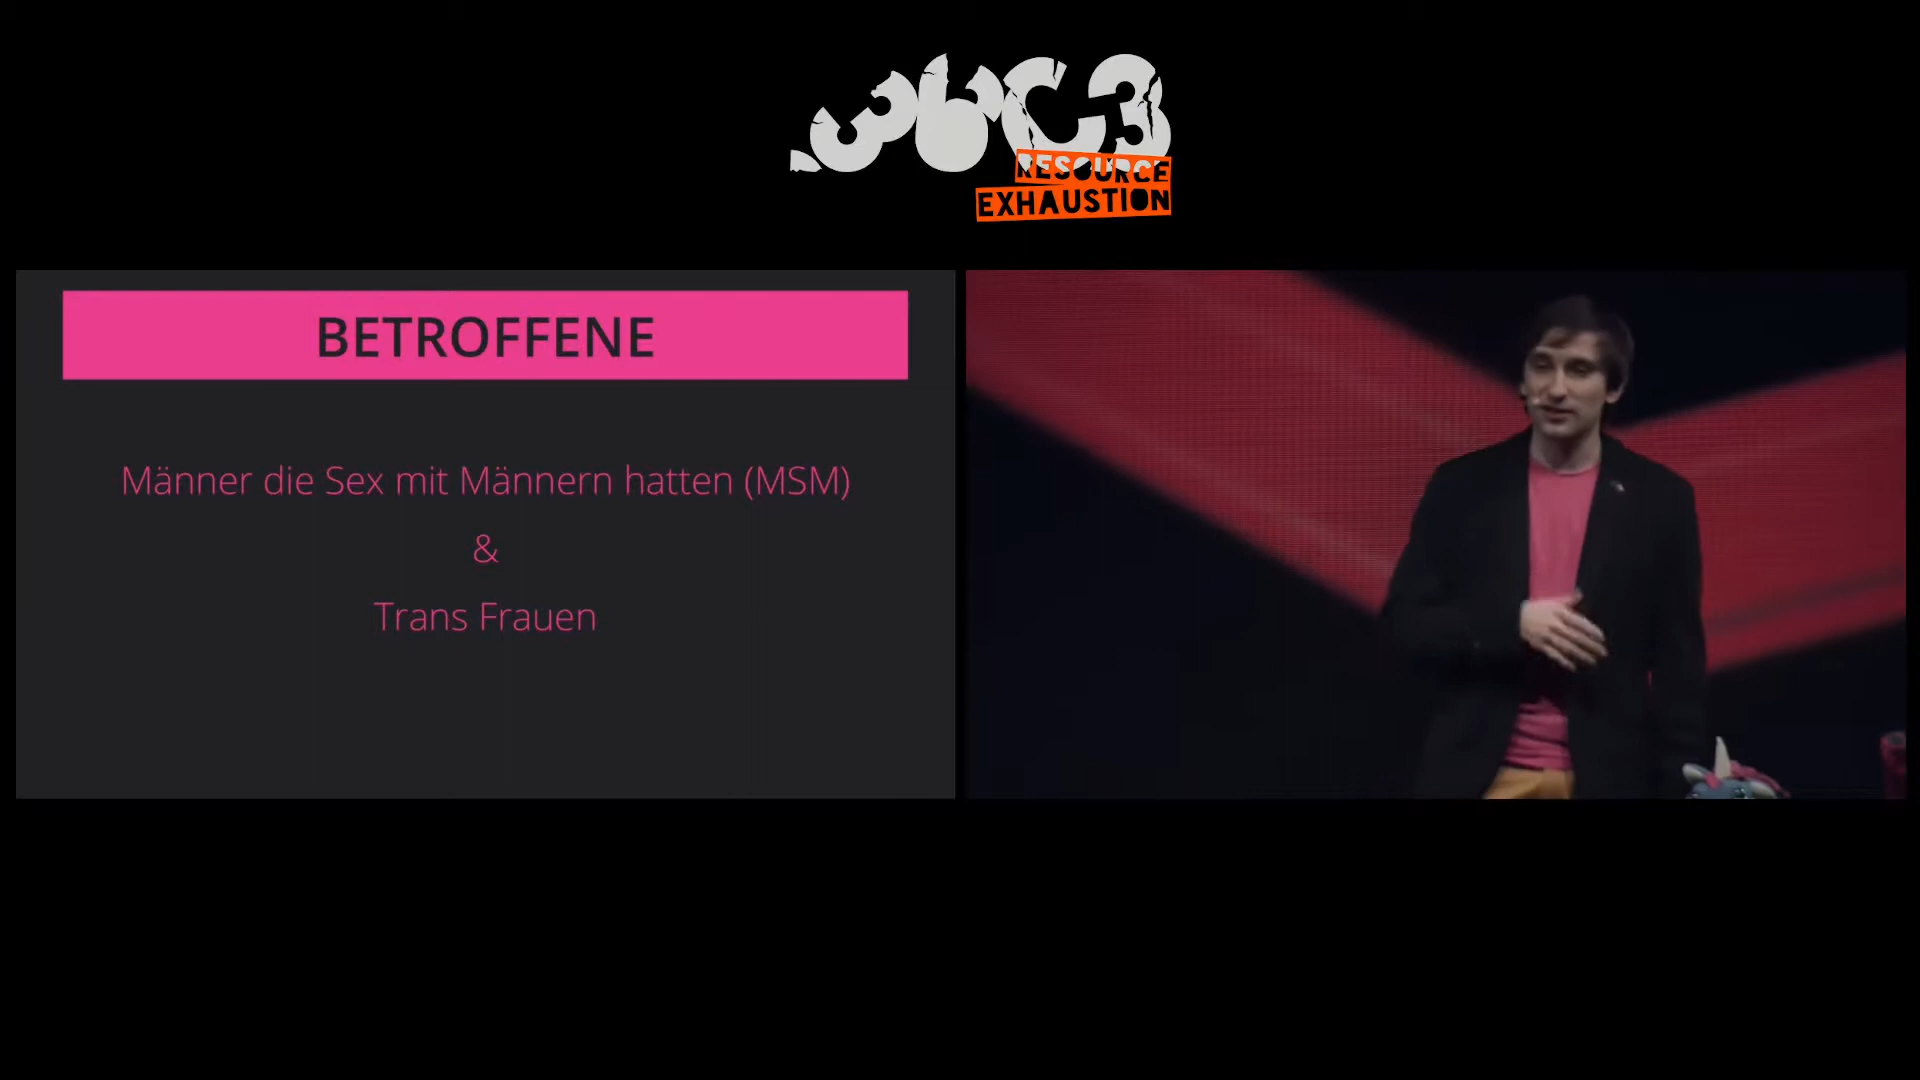 36C3
RESOURCE
EXHAUSTION
BETROFFENE
Männer die Sex mit Männern hatten (MSM)
&
Trans Frauen